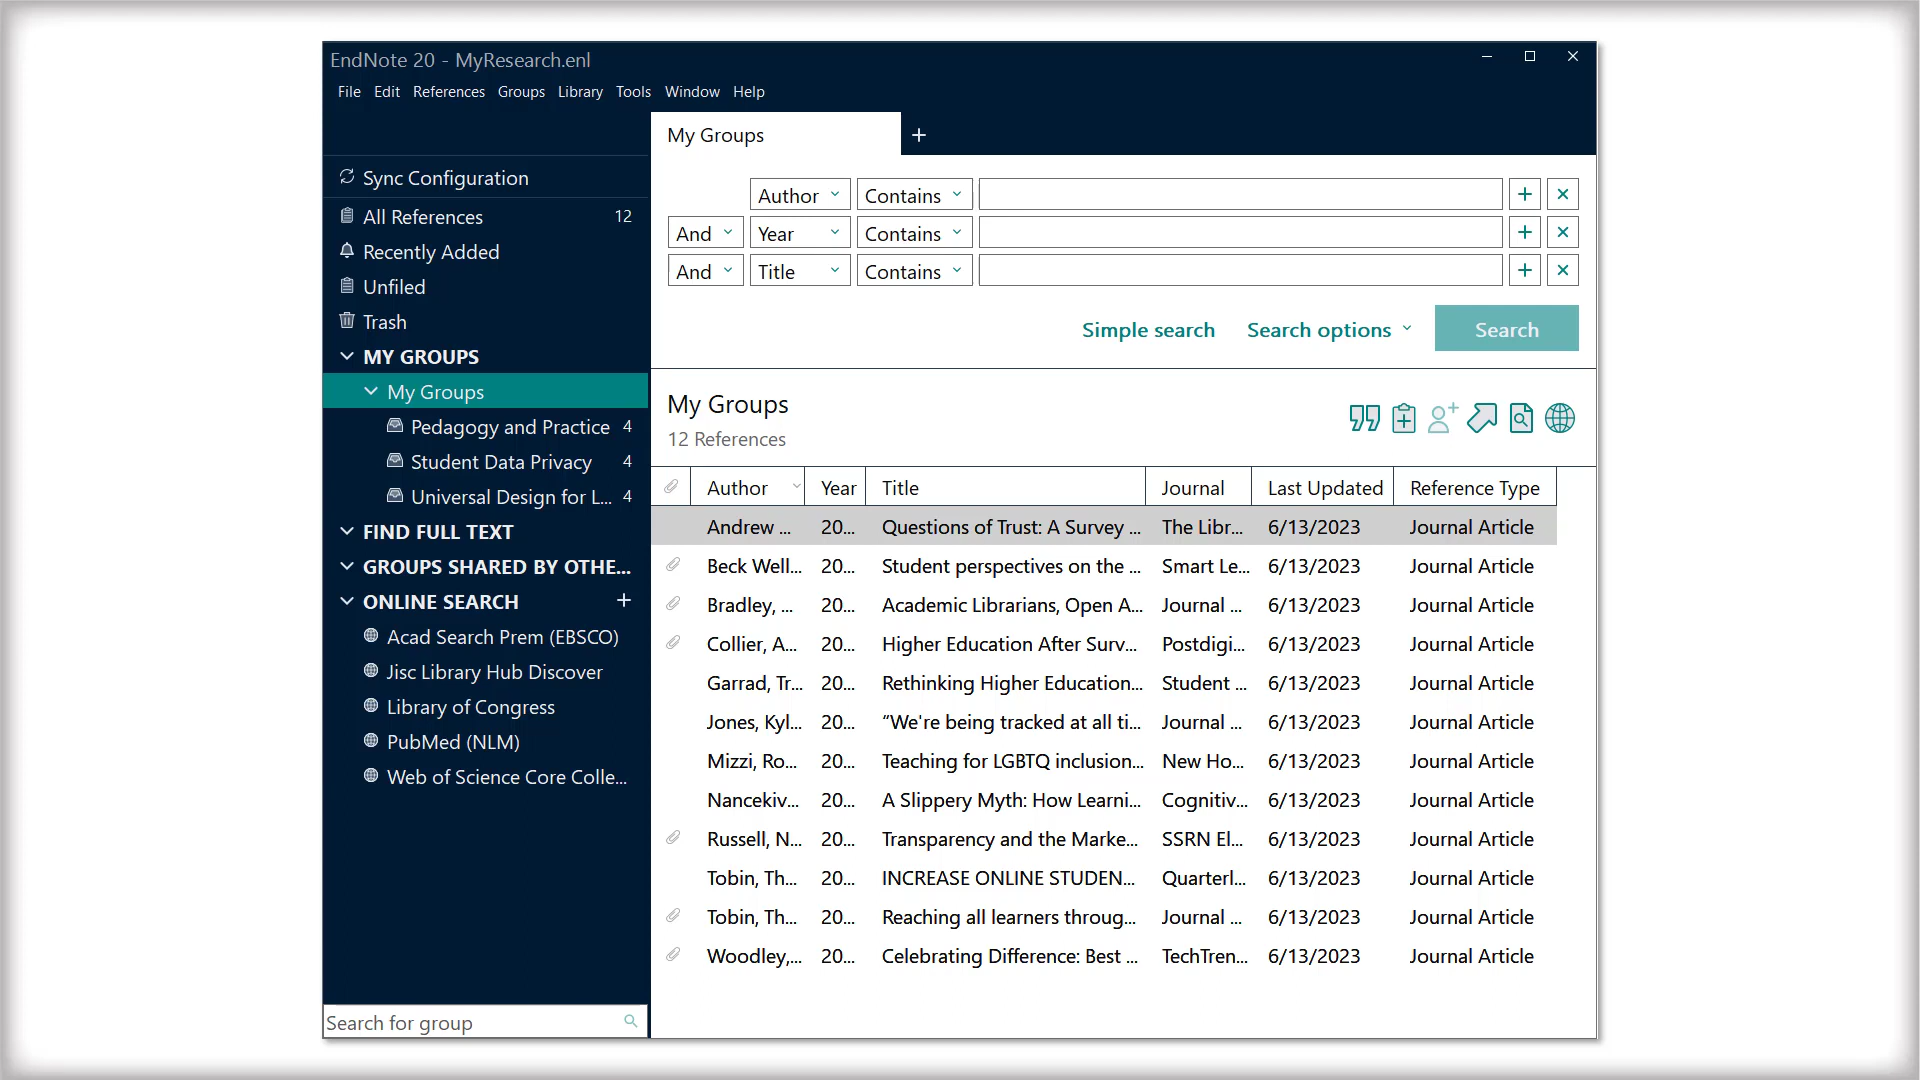 EndNote 20 - MyResearch.enl
File Edit References Groups Library Tools Window Help
My Groups
Sync Configuration
All References 12
Recently Added
Unfiled
Trash
MY GROUPS
My Groups
Pedagogy and Practice 4
Student Data Privacy 4
Universal Design for L... 4
FIND FULL TEXT
GROUPS SHARED BY OTHE...
ONLINE SEARCH +
Acad Search Prem (EBSCO)
Jisc Library Hub Discover
Library of Congress
PubMed (NLM)
Web of Science Core Colle...
Search for group
Author Contains
And Year Contains
And Title Contains
Simple search Search options Search
My Groups
12 References
Author Year Title Journal Last Updated Reference Type
Andrew ... 20... Questions of Trust: A Survey ... The Libr... 6/13/2023 Journal Article
Beck Well... 20... Student perspectives on the ... Smart Le... 6/13/2023 Journal Article
Bradley, ... 20... Academic Librarians, Open A... Journal ... 6/13/2023 Journal Article
Collier, A... 20... Higher Education After Surv... Postdigi... 6/13/2023 Journal Article
Garrad, Tr... 20... Rethinking Higher Education... Student ... 6/13/2023 Journal Article
Jones, Kyl... 20... “We're being tracked at all ti... Journal ... 6/13/2023 Journal Article
Mizzi, Ro... 20... Teaching for LGBTQ inclusion... New Ho... 6/13/2023 Journal Article
Nancekiv... 20... A Slippery Myth: How Learni... Cognitiv... 6/13/2023 Journal Article
Russell, N... 20... Transparency and the Marke... SSRN El... 6/13/2023 Journal Article
Tobin, Th... 20... INCREASE ONLINE STUDEN... Quarterl... 6/13/2023 Journal Article
Tobin, Th... 20... Reaching all learners throug... Journal ... 6/13/2023 Journal Article
Woodley,... 20... Celebrating Difference: Best ... TechTren... 6/13/2023 Journal Article